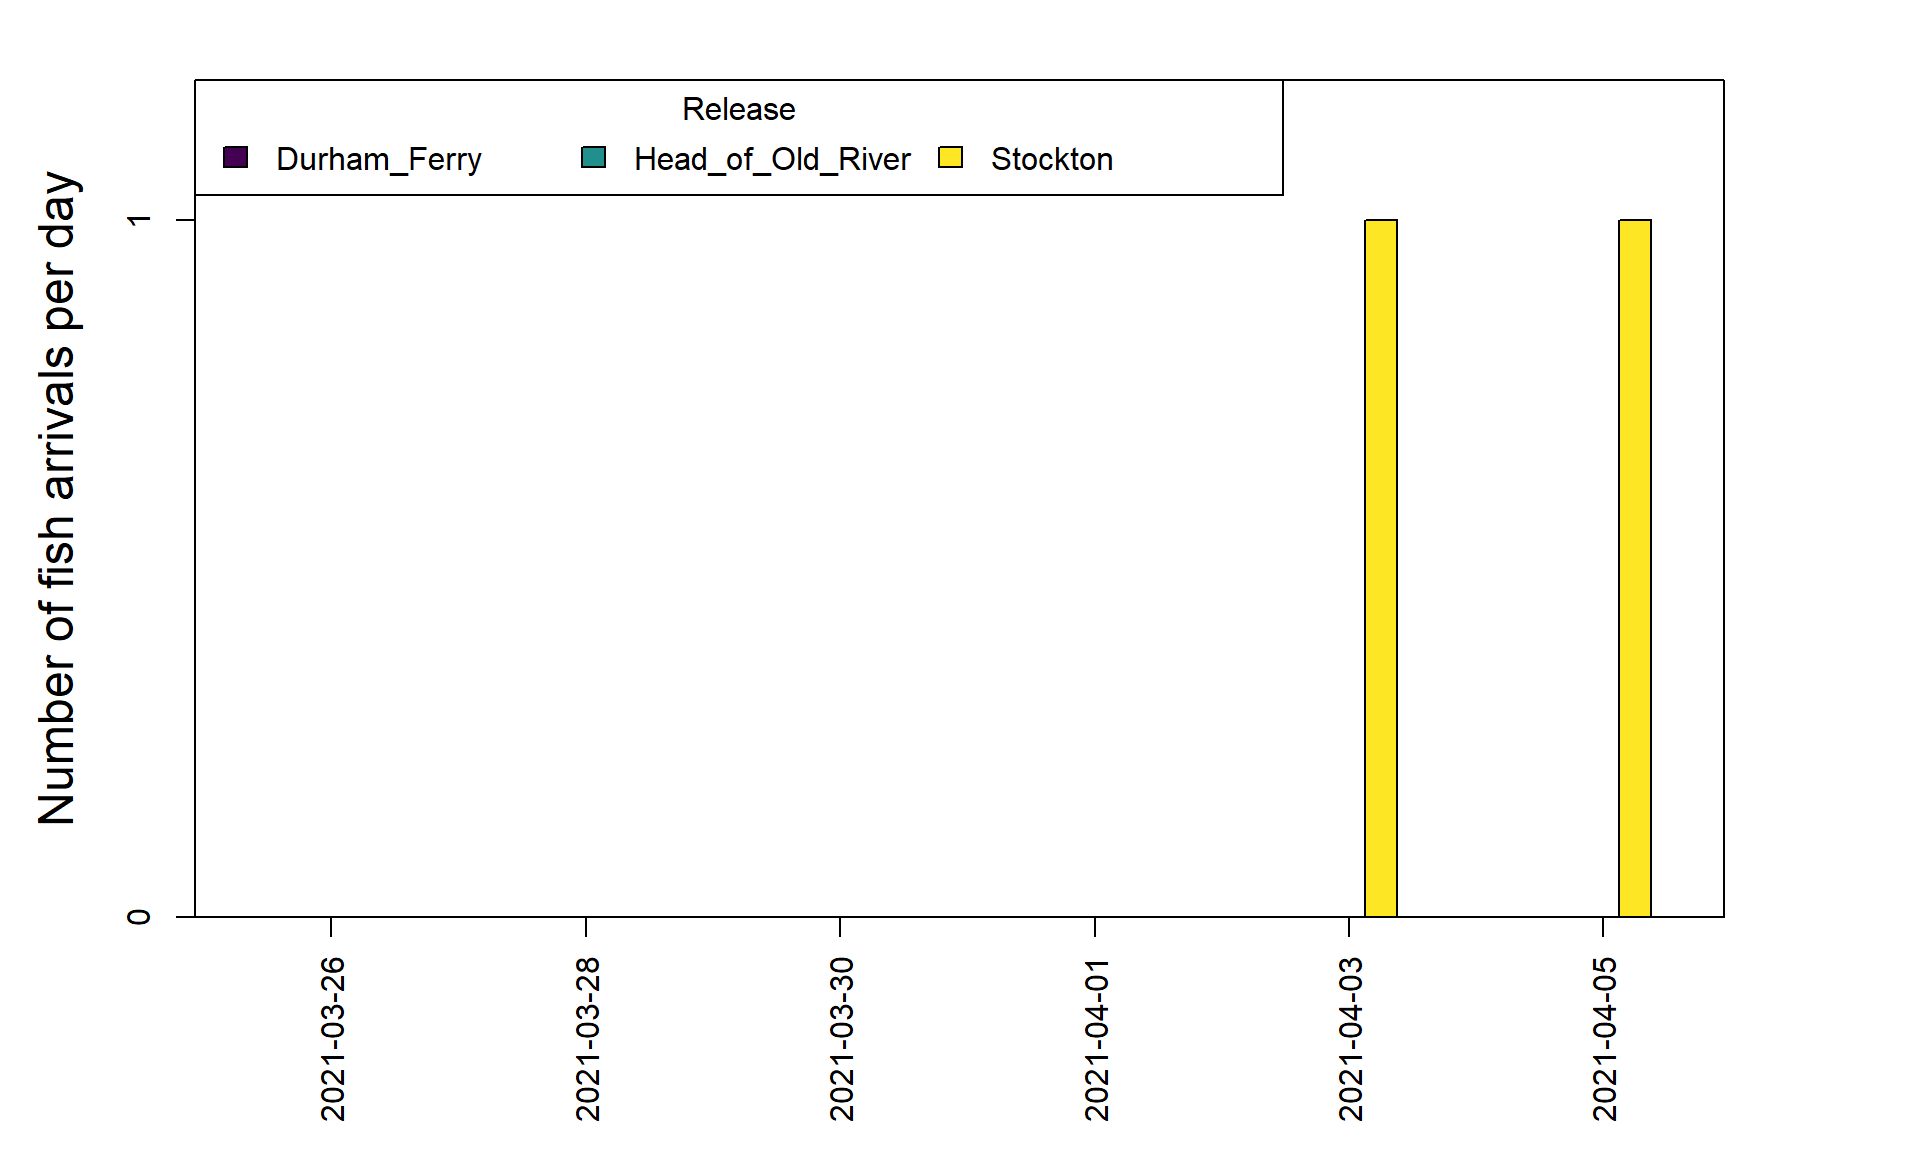 Release
Durham_Ferry Head_of_Old_River Stockton
Number of fish arrivals per day
1
0
2021-03-26
2021-03-28
2021-03-30
2021-04-01
2021-04-03
2021-04-05